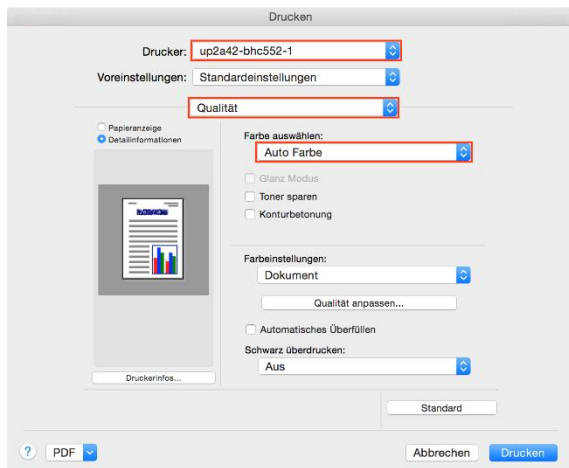 Drucken
Drucker: up2a42-bhc552-1
Voreinstellungen: Standardeinstellungen
Qualität
Papieranzeige
Detailinformationen
Farbe auswählen:
Auto Farbe
Glanz Modus
Toner sparen
Konturbetonung
Farbeinstellungen:
Dokument
Qualität anpassen...
Automatisches Überfüllen
Schwarz überdrucken:
Aus
Druckerinfos...
Standard
? PDF Abbrechen Drucken